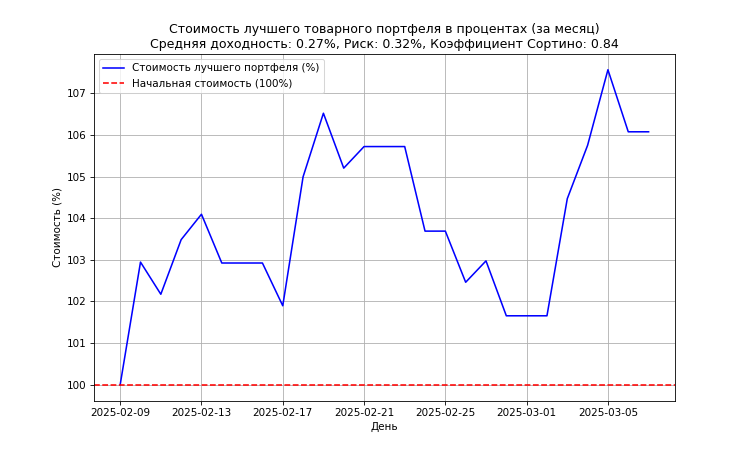 Стоимость лучшего товарного портфеля в процентах (за месяц)
Средняя доходность: 0.27%, Риск: 0.32%, Коэффициент Сортино: 0.84
Стоимость лучшего портфеля (%)
Начальная стоимость (100%)
Стоимость (%)
107
106
105
104
103
102
101
100
2025-02-09
2025-02-13
2025-02-17
2025-02-21
2025-02-25
2025-03-01
2025-03-05
День